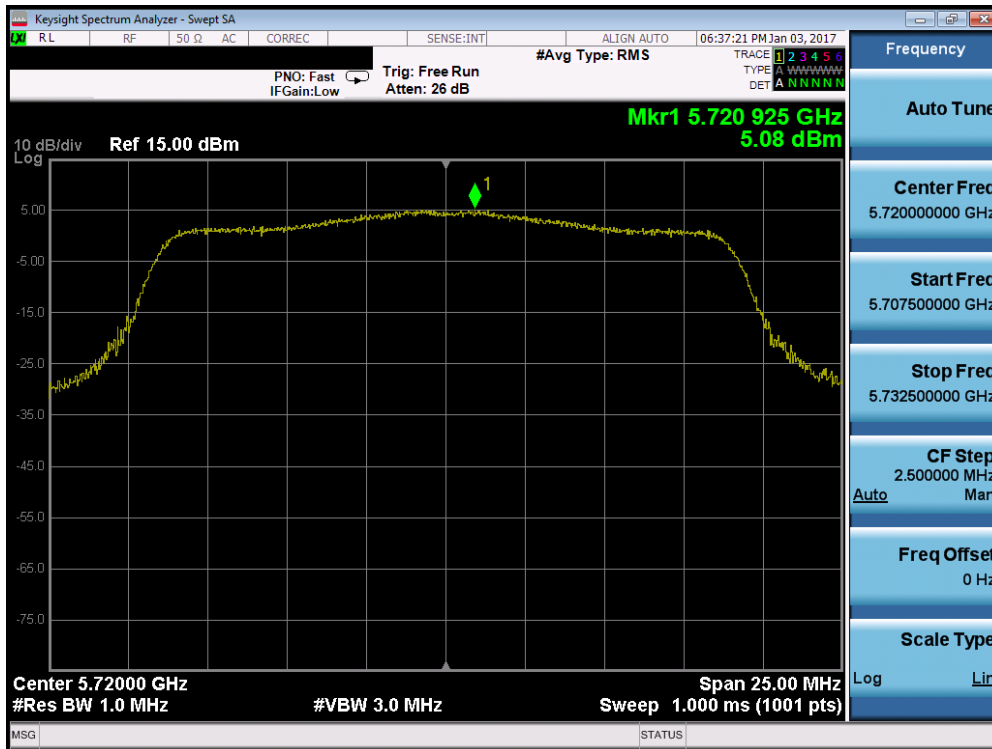 Keysight Spectrum Analyzer - Swept SA
LXI RL RF 50 Ω AC CORREC SENSE:INT ALIGN AUTO 06:37:21 PM Jan 03, 2017
PNO: Fast
IFGain:Low
Trig: Free Run
Atten: 26 dB
#Avg Type: RMS
TRACE 1 2 3 4 5 6
TYPE A WWWWW
DET A N N N N N
Mkr1 5.720 925 GHz
5.08 dBm
10 dB/div Ref 15.00 dBm
Log
1
5.00
-5.00
-15.0
-25.0
-35.0
-45.0
-55.0
-65.0
-75.0
Center 5.72000 GHz
Span 25.00 MHz
#Res BW 1.0 MHz
#VBW 3.0 MHz
Sweep 1.000 ms (1001 pts)
MSG
STATUS
Frequency
Auto Tune
Center Freq
5.720000000 GHz
Start Freq
5.707500000 GHz
Stop Freq
5.732500000 GHz
CF Step
2.500000 MHz
Auto Man
Freq Offset
0 Hz
Scale Type
Log Lin